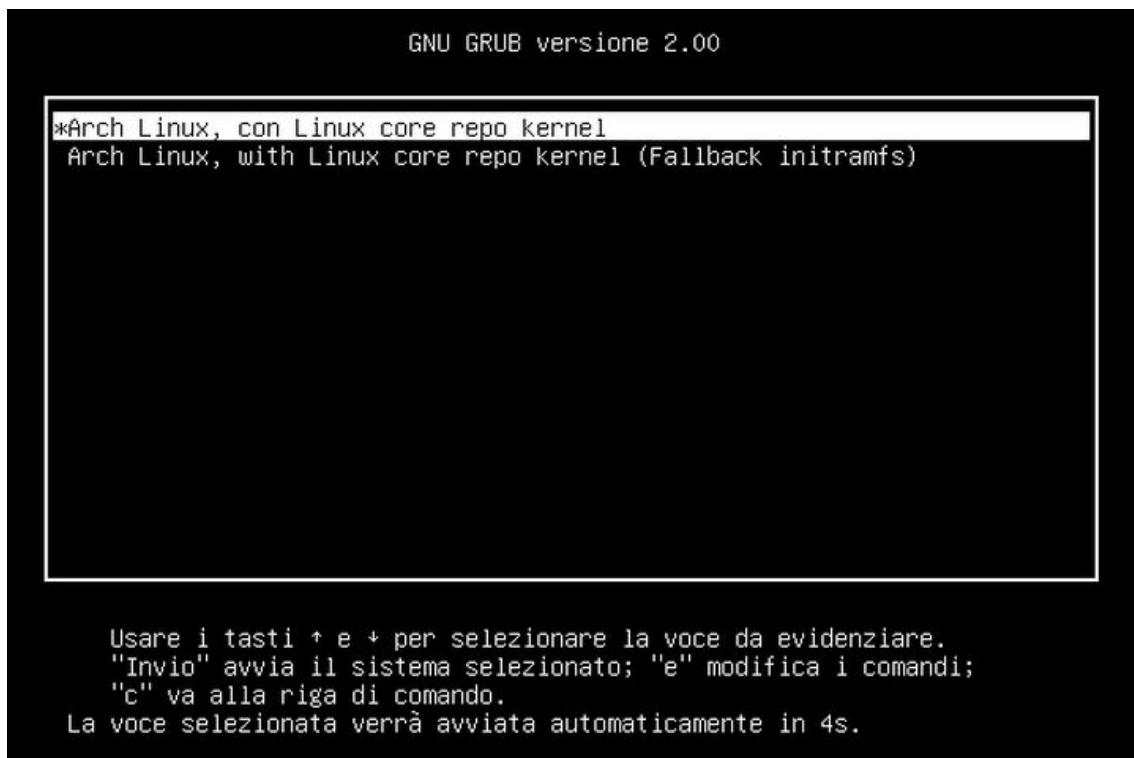 GNU GRUB versione 2.00
*Arch Linux, con Linux core repo kernel
Arch Linux, with Linux core repo kernel (Fallback initramfs)
Usare i tasti ↑ e ↓ per selezionare la voce da evidenziare.
"Invio" avvia il sistema selezionato; "e" modifica i comandi;
"c" va alla riga di comando.
La voce selezionata verrà avviata automaticamente in 4s.